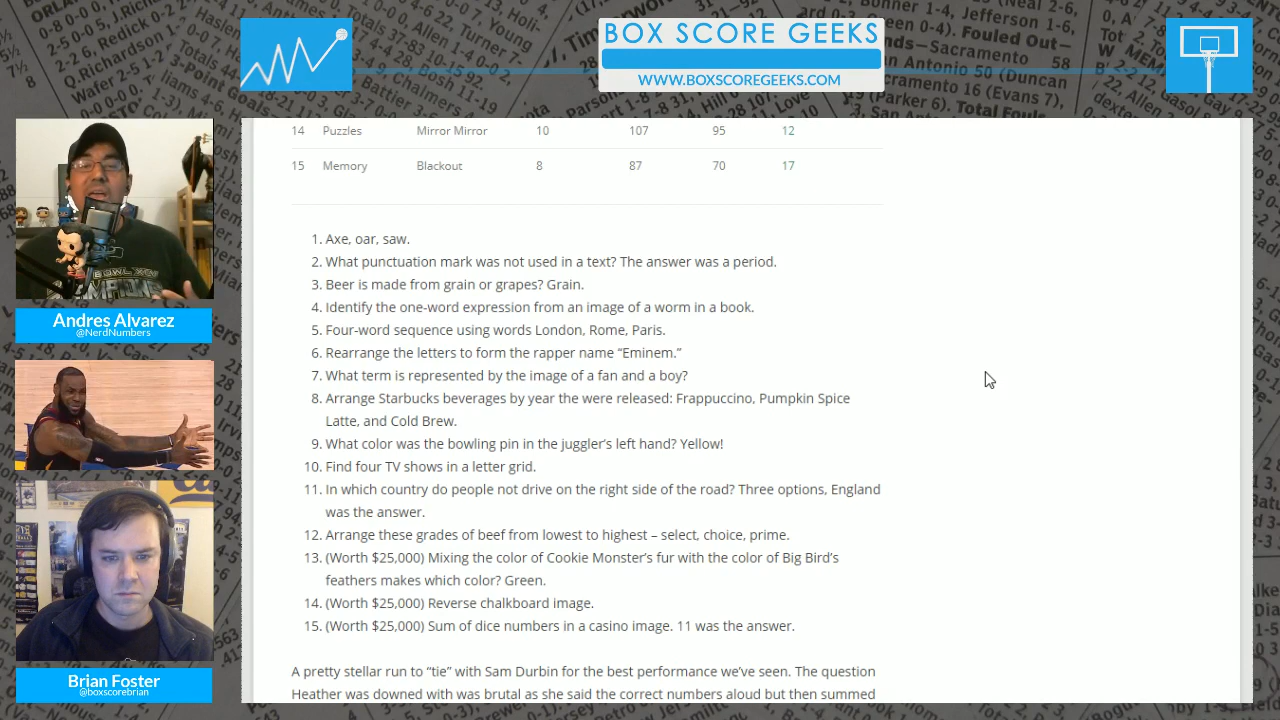 BOX SCORE GEEKS
WWW.BOXSCOREGEEKS.COM
14 Puzzles Mirror Mirror 10 107 95 12
15 Memory Blackout 8 87 70 17
1. Axe, oar, saw.
2. What punctuation mark was not used in a text? The answer was a period.
3. Beer is made from grain or grapes? Grain.
4. Identify the one-word expression from an image of a worm in a book.
5. Four-word sequence using words London, Rome, Paris.
6. Rearrange the letters to form the rapper name “Eminem.”
7. What term is represented by the image of a fan and a boy?
8. Arrange Starbucks beverages by year the were released: Frappuccino, Pumpkin Spice
Latte, and Cold Brew.
9. What color was the bowling pin in the juggler’s left hand? Yellow!
10. Find four TV shows in a letter grid.
11. In which country do people not drive on the right side of the road? Three options, England
was the answer.
12. Arrange these grades of beef from lowest to highest – select, choice, prime.
13. (Worth $25,000) Mixing the color of Cookie Monster’s fur with the color of Big Bird’s
feathers makes which color? Green.
14. (Worth $25,000) Reverse chalkboard image.
15. (Worth $25,000) Sum of dice numbers in a casino image. 11 was the answer.
A pretty stellar run to “tie” with Sam Durbin for the best performance we’ve seen. The question
Heather was downed with was brutal as she said the correct numbers aloud but then summed
Andres Alvarez
@NerdNumbers
Brian Foster
@boxscorebrian